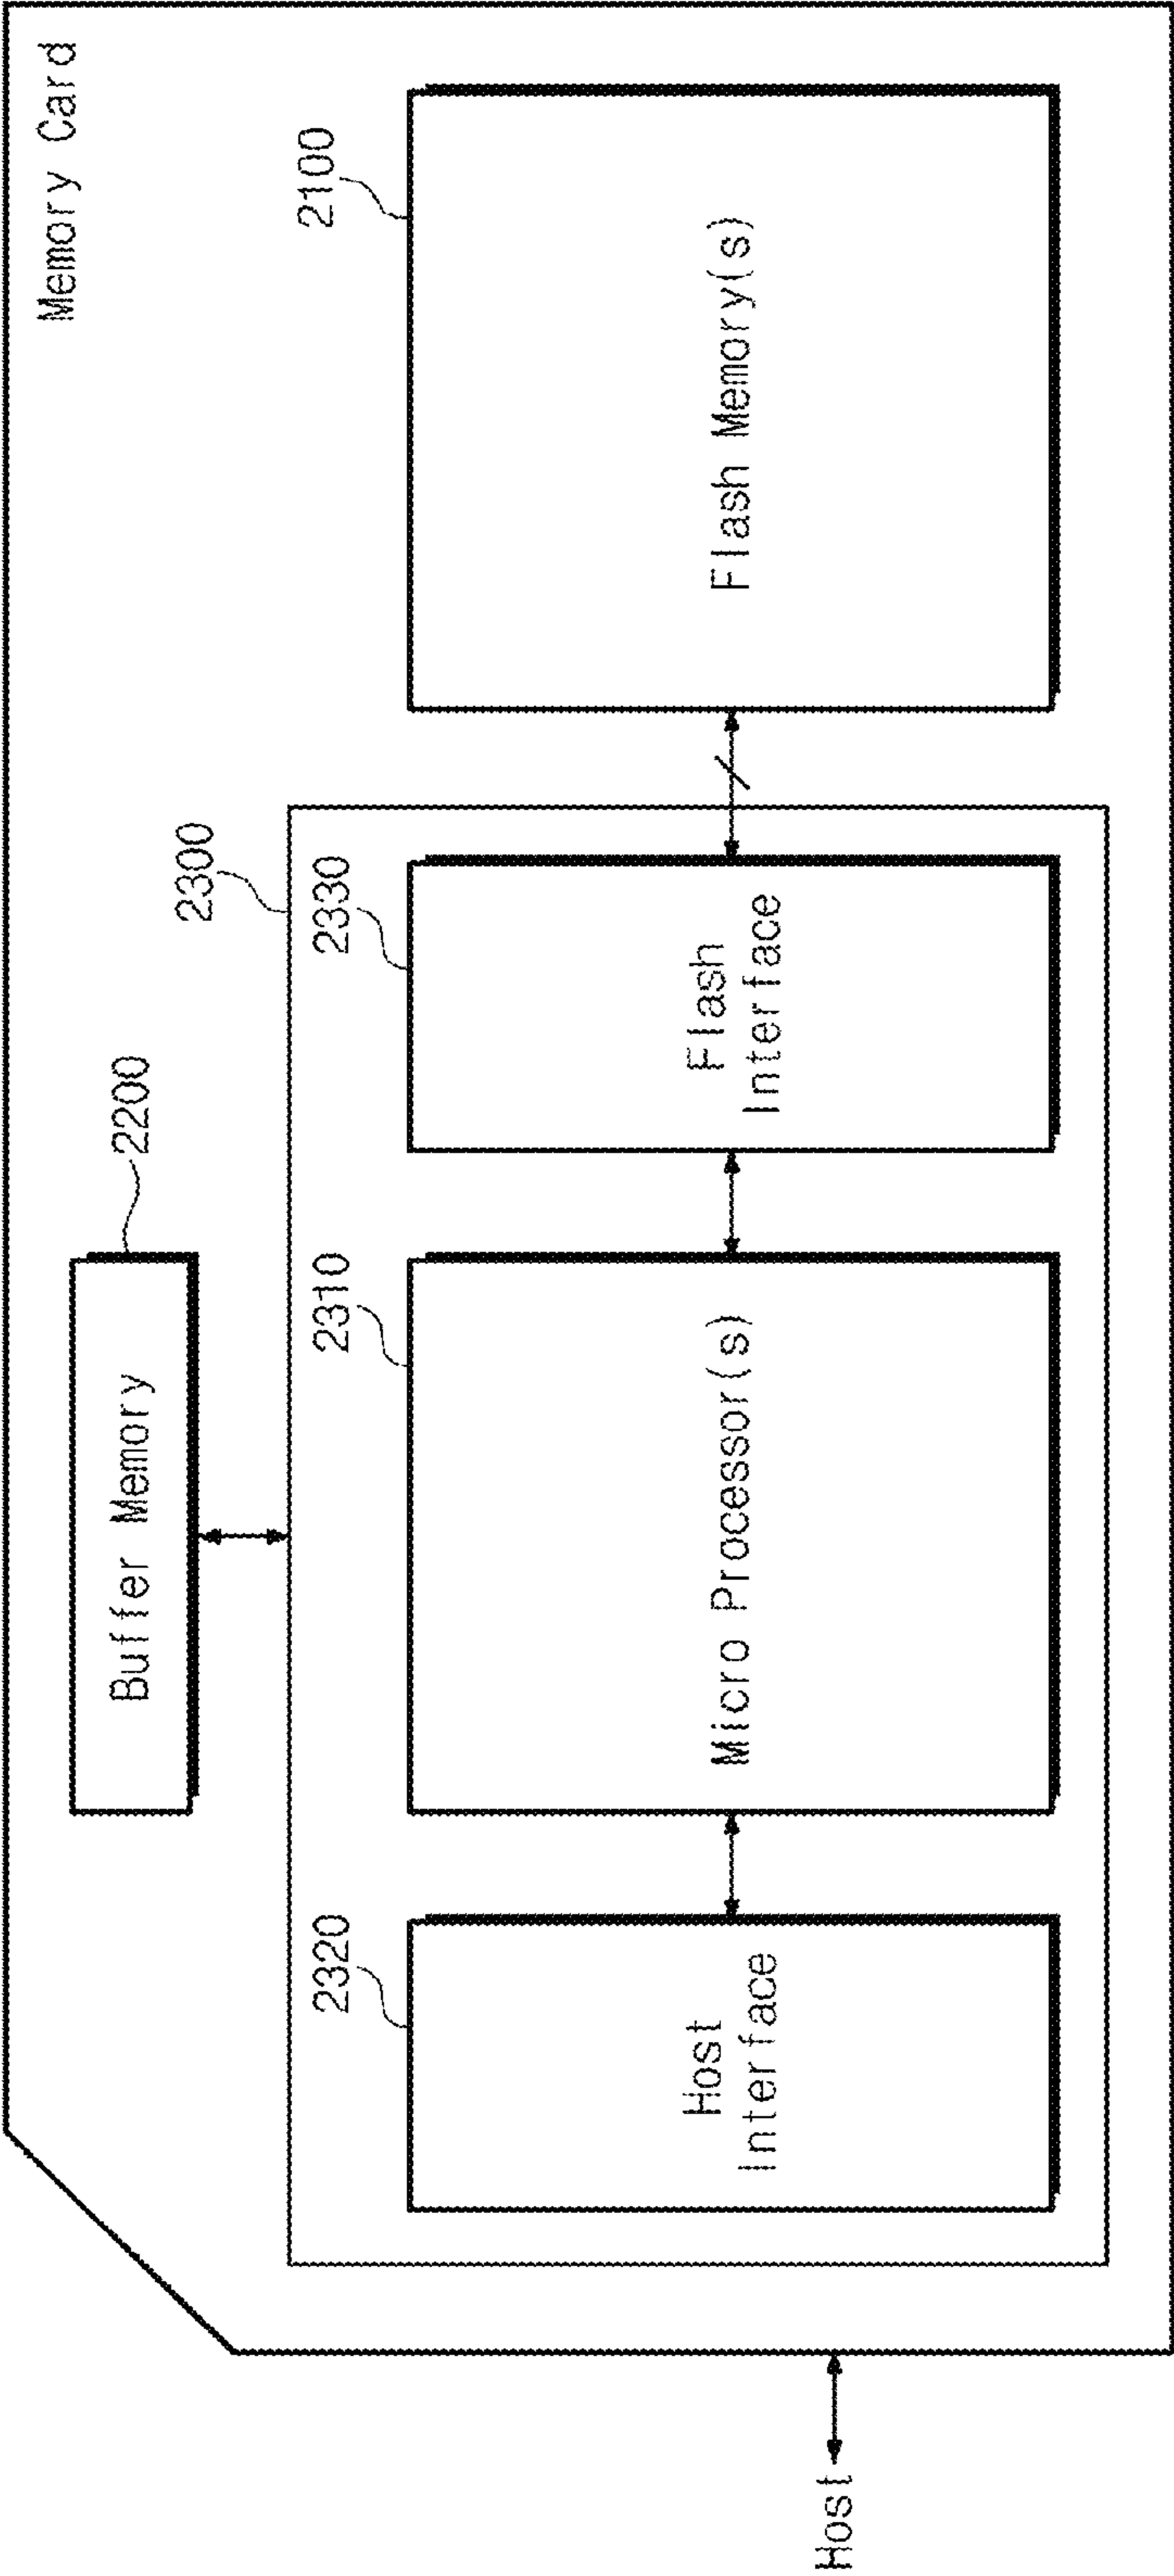 Memory Card
2200
Buffer Memory
2300
2320
2310
2330
2100
Host
Interface
Micro Processor(s)
Flash
Interface
Flash Memory(s)
Host